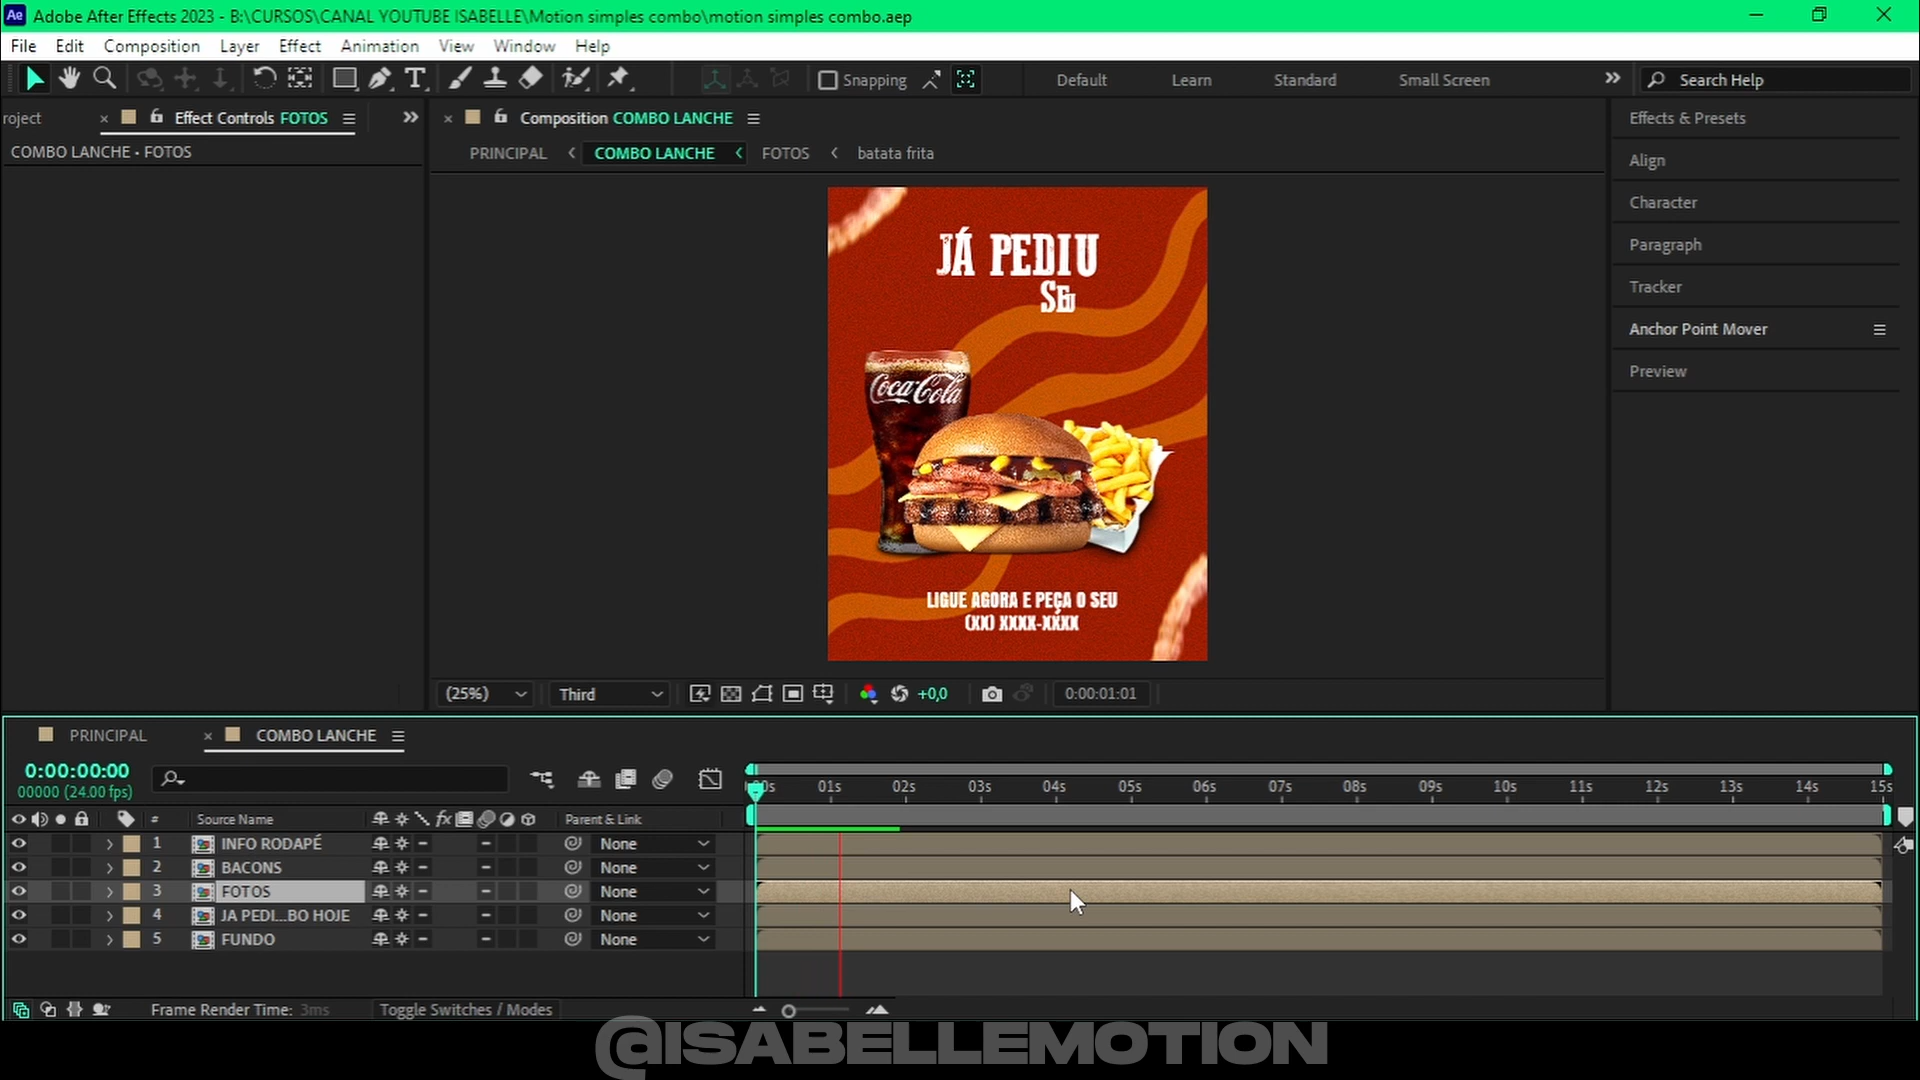 Ae Adobe After Effects 2023 - B:\CURSOS\CANAL YOUTUBE ISABELLE\Motion simples combo\motion simples combo.aep
File Edit Composition Layer Effect Animation View Window Help
Snapping Default Learn Standard Small Screen Search Help
roject Effect Controls FOTOS
COMBO LANCHE • FOTOS
Composition COMBO LANCHE
PRINCIPAL COMBO LANCHE FOTOS batata frita
JÁ PEDIU
SEU
Coca-Cola
LIGUE AGORA E PEÇA O SEU
(XX) XXXX-XXXX
Effects & Presets
Align
Character
Paragraph
Tracker
Anchor Point Mover
Preview
(25%) Third +0,0 0:00:01:01
PRINCIPAL COMBO LANCHE
0:00:00:00
00000 (24.00 fps)
00s 01s 02s 03s 04s 05s 06s 07s 08s 09s 10s 11s 12s 13s 14s 15s
# Source Name fx Parent & Link
1 INFO RODAPÉ None
2 BACONS None
3 FOTOS None
4 JA PEDI...BO HOJE None
5 FUNDO None
Frame Render Time: 3ms Toggle Switches / Modes
@ISABELLEMOTION